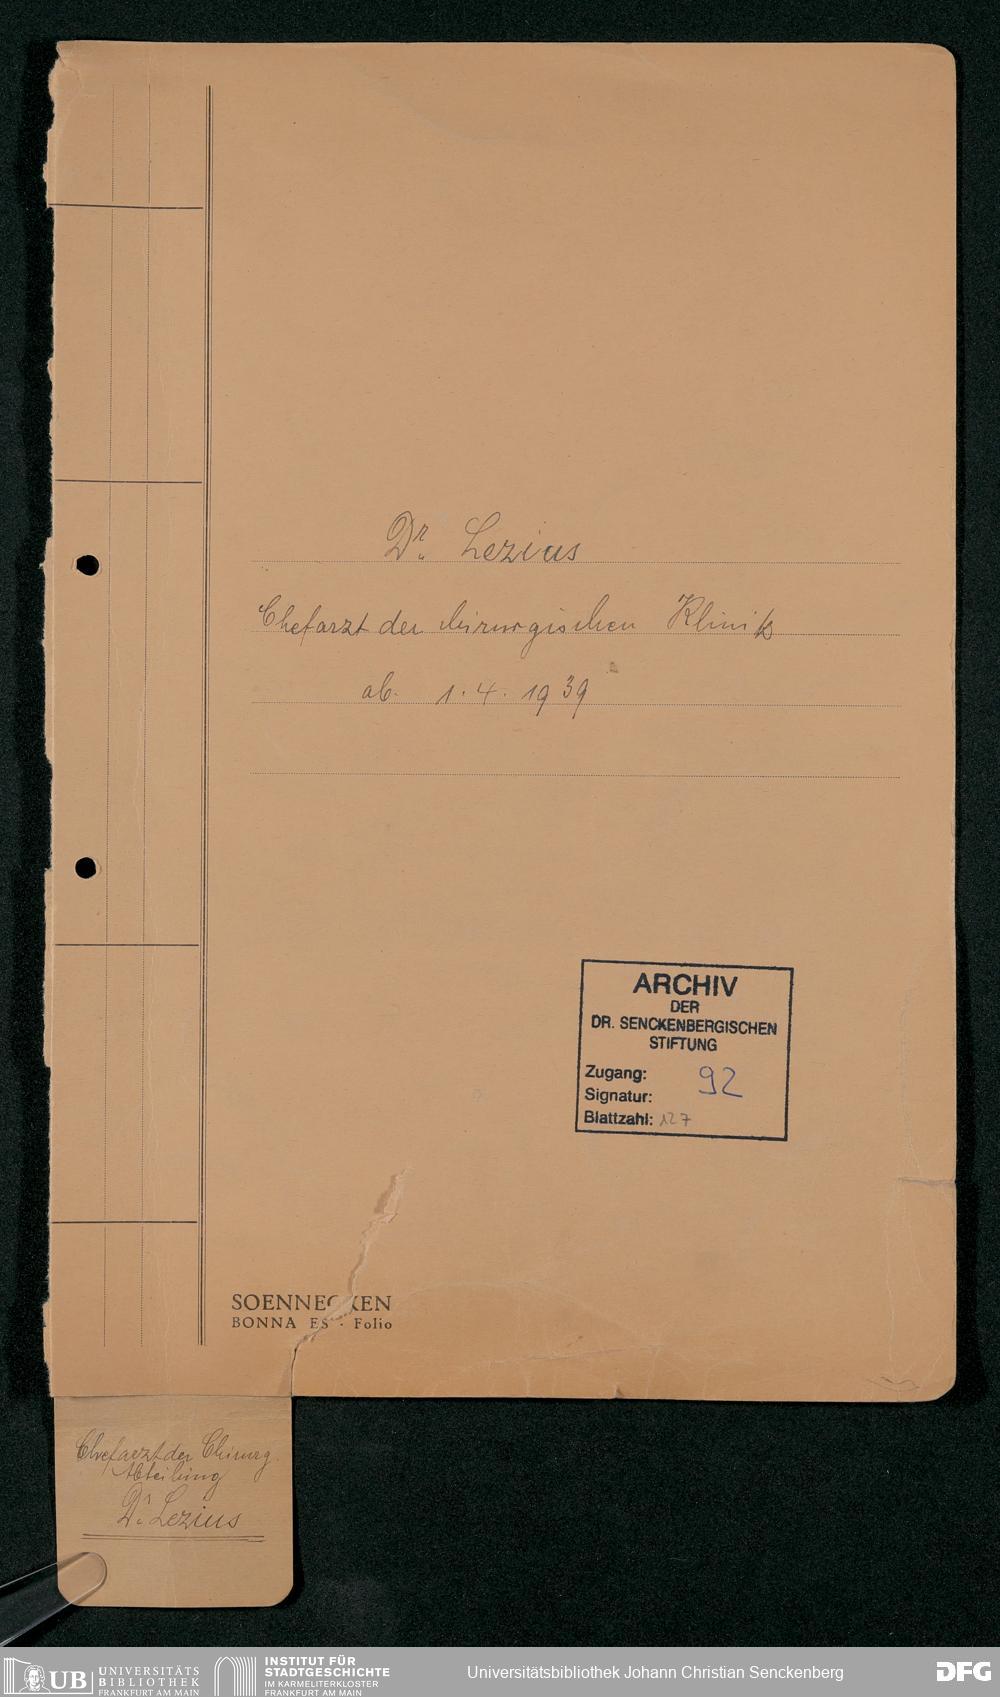 Dr. Lezius
Chefarzt der chirurgischen Klinik
ab. 1.4.1939
ARCHIV
DER
DR. SENCKENBERGISCHEN
STIFTUNG
Zugang:
Signatur: 92
Blattzahl: 127
SOENNECKEN
BONNA ES · Folio
Chefarzt der Chirurg.
Abteilung
Dr. Lezius
UB UNIVERSITÄTS
BIBLIOTHEK
FRANKFURT AM MAIN
INSTITUT FÜR
STADTGESCHICHTE
IM KARMELITERKLOSTER
FRANKFURT AM MAIN
Universitätsbibliothek Johann Christian Senckenberg
DFG